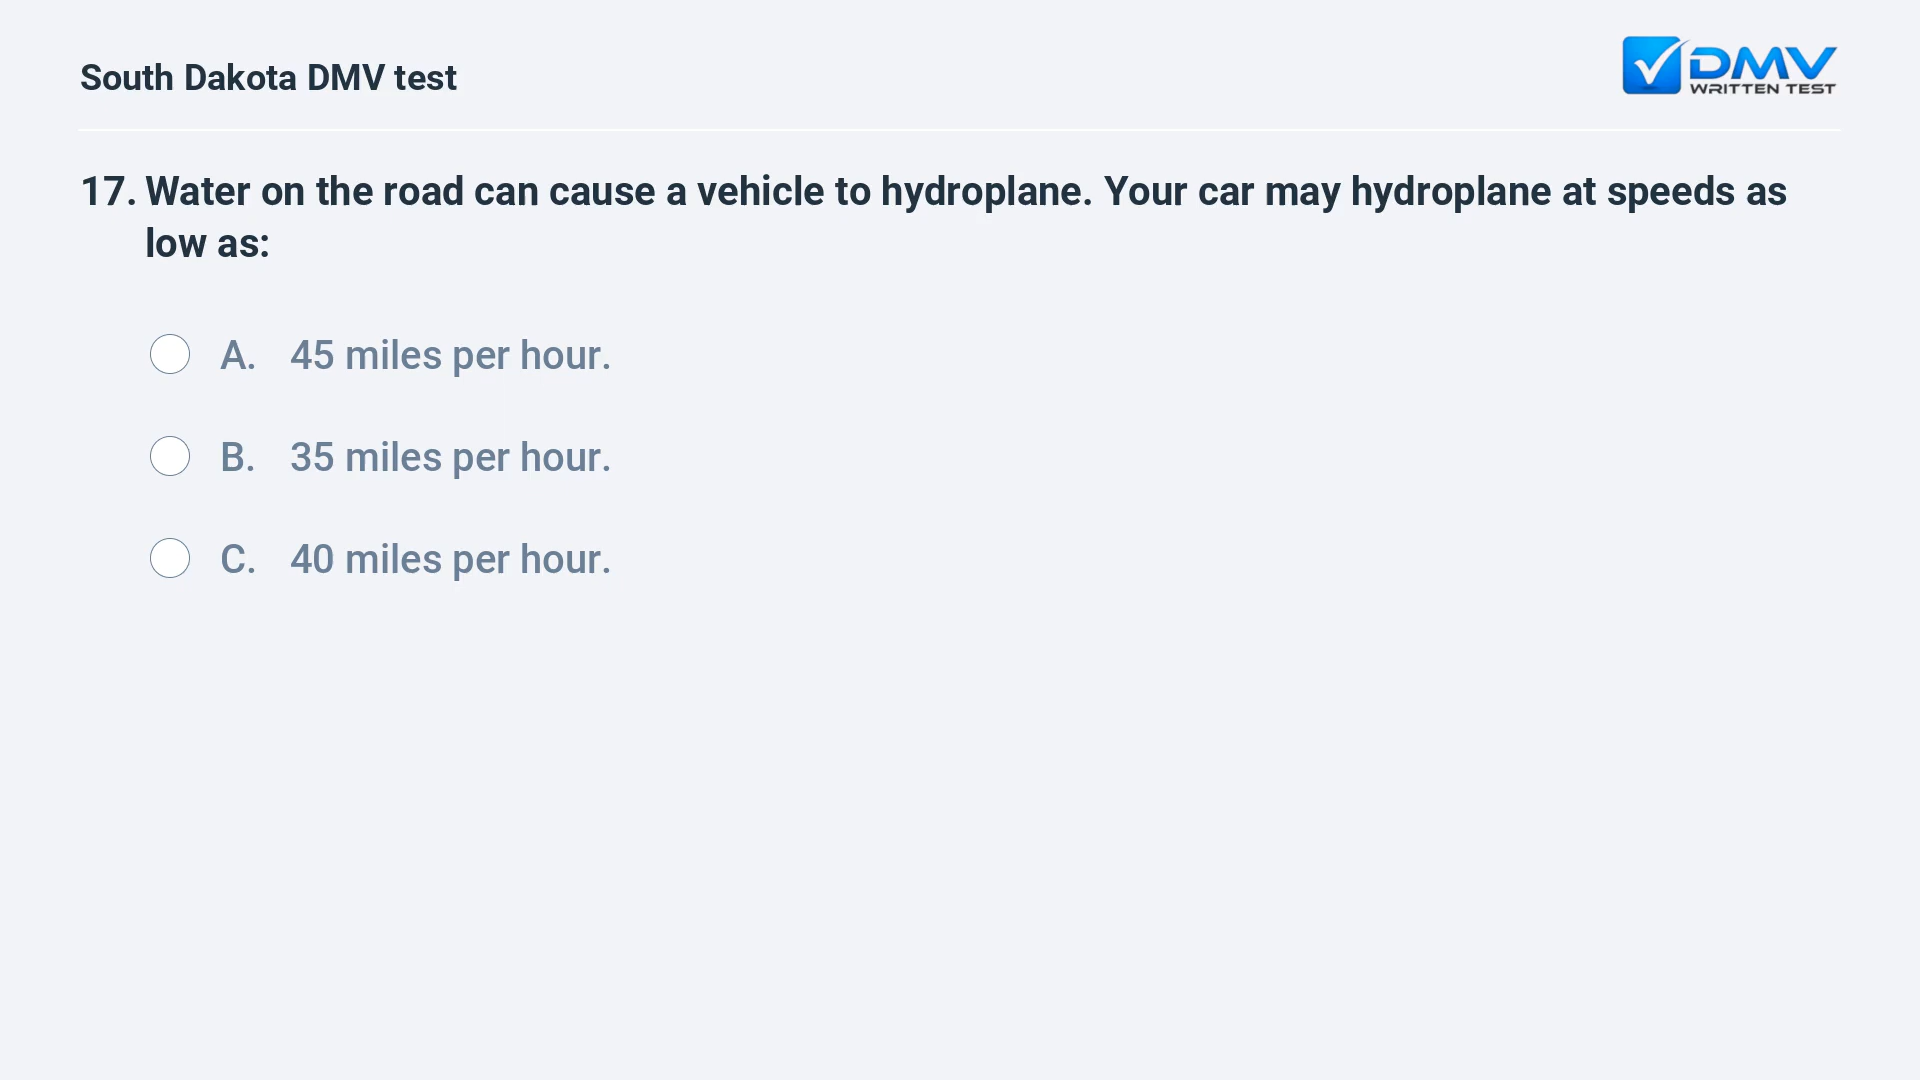 South Dakota DMV test
DMV
WRITTEN TEST
17. Water on the road can cause a vehicle to hydroplane. Your car may hydroplane at speeds as
low as:
A. 45 miles per hour.
B. 35 miles per hour.
C. 40 miles per hour.